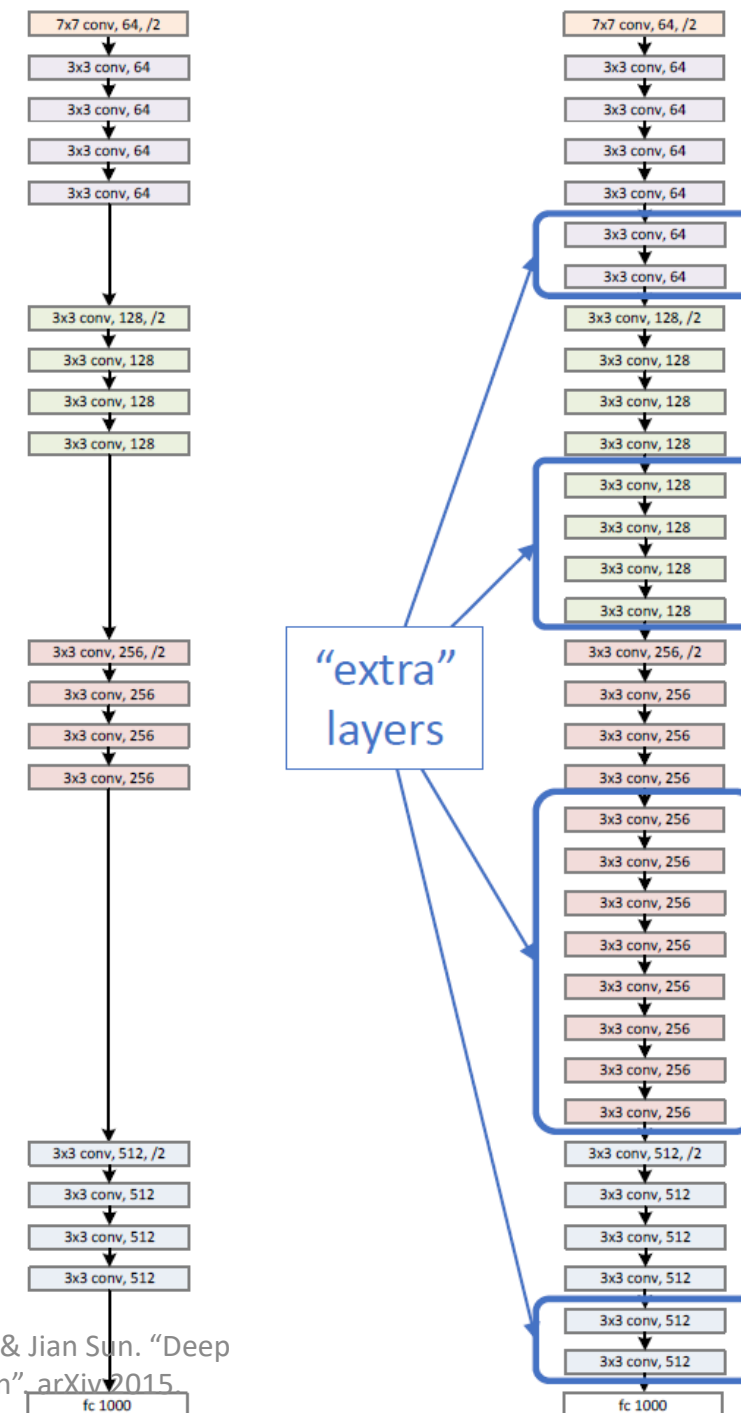 7x7 conv, 64, /2
3x3 conv, 64
3x3 conv, 64
3x3 conv, 64
3x3 conv, 64
3x3 conv, 128, /2
3x3 conv, 128
3x3 conv, 128
3x3 conv, 128
3x3 conv, 256, /2
3x3 conv, 256
3x3 conv, 256
3x3 conv, 256
3x3 conv, 512, /2
3x3 conv, 512
3x3 conv, 512
3x3 conv, 512
& Jian Sun. “Deep
n”. arXiv 2015.
fc 1000
“extra”
layers
7x7 conv, 64, /2
3x3 conv, 64
3x3 conv, 64
3x3 conv, 64
3x3 conv, 64
3x3 conv, 64
3x3 conv, 64
3x3 conv, 128, /2
3x3 conv, 128
3x3 conv, 128
3x3 conv, 128
3x3 conv, 128
3x3 conv, 128
3x3 conv, 128
3x3 conv, 128
3x3 conv, 256, /2
3x3 conv, 256
3x3 conv, 256
3x3 conv, 256
3x3 conv, 256
3x3 conv, 256
3x3 conv, 256
3x3 conv, 256
3x3 conv, 256
3x3 conv, 256
3x3 conv, 256
3x3 conv, 256
3x3 conv, 512, /2
3x3 conv, 512
3x3 conv, 512
3x3 conv, 512
3x3 conv, 512
3x3 conv, 512
fc 1000